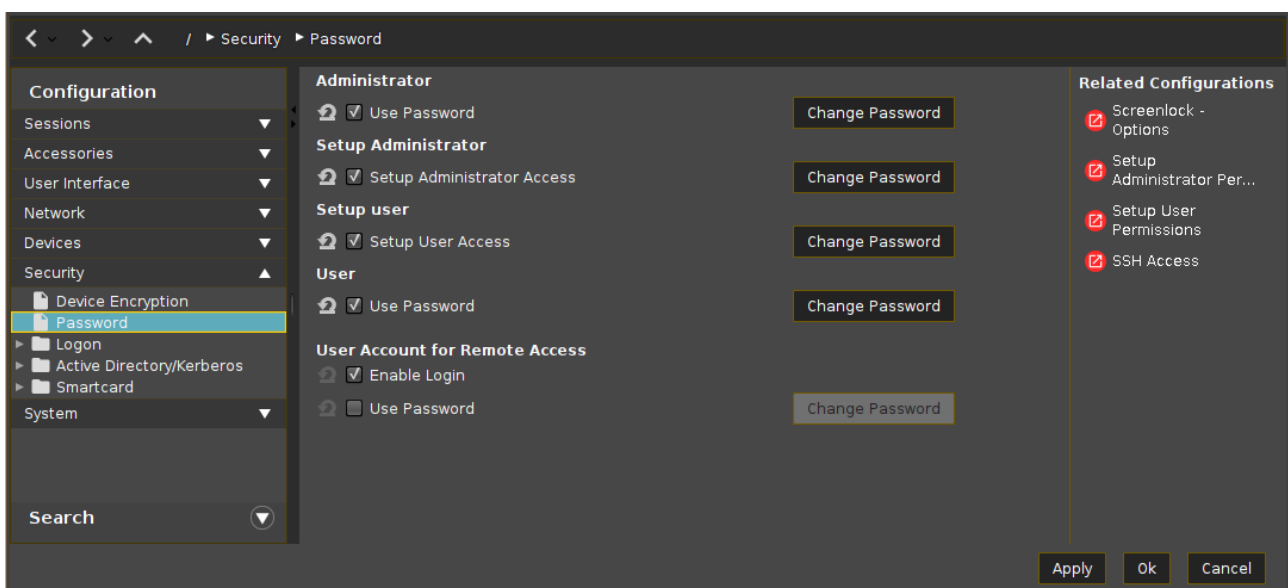 / Security Password
Configuration
Sessions
Accessories
User Interface
Network
Devices
Security
Device Encryption
Password
Logon
Active Directory/Kerberos
Smartcard
System
Search
Administrator
Use Password Change Password
Setup Administrator
Setup Administrator Access Change Password
Setup user
Setup User Access Change Password
User
Use Password Change Password
User Account for Remote Access
Enable Login
Use Password Change Password
Related Configurations
Screenlock -
Options
Setup
Administrator Per...
Setup User
Permissions
SSH Access
Apply Ok Cancel